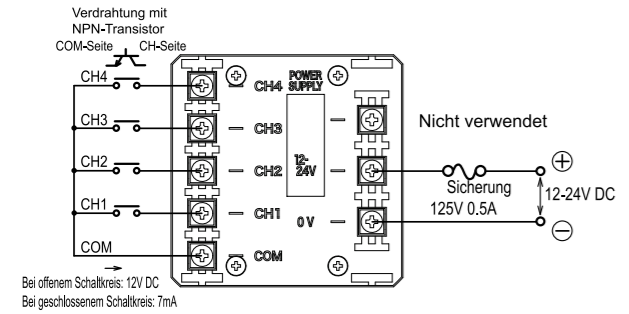 Verdrahtung mit
NPN-Transistor
COM-Seite CH-Seite
CH4
CH3
CH2
CH1
COM
Bei offenem Schaltkreis: 12V DC
Bei geschlossenem Schaltkreis: 7mA
CH4
CH3
CH2
CH1
COM
POWER
SUPPLY
12-
24V
0 V
Nicht verwendet
Sicherung
125V 0.5A
+
12-24V DC
−